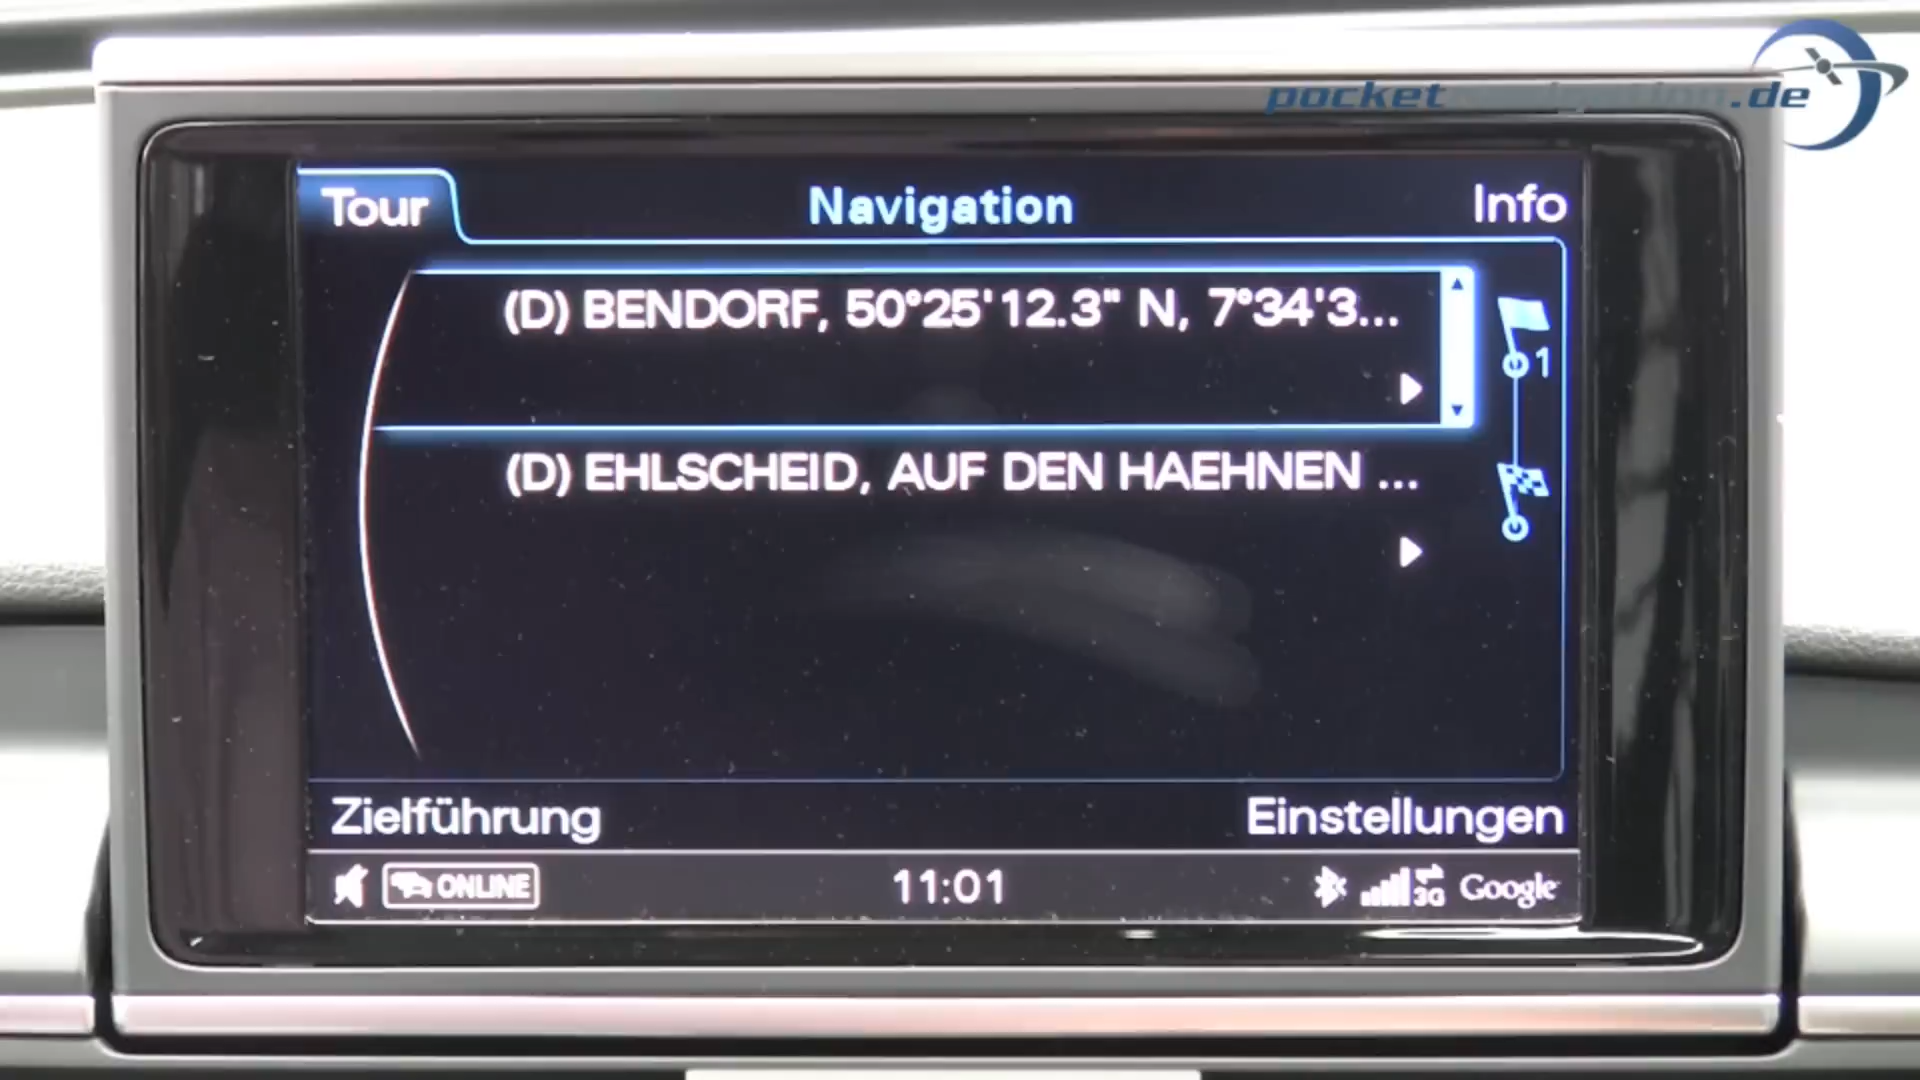 pocketnavigation.de
Tour
Navigation
Info
(D) BENDORF, 50°25'12.3" N, 7°34'3...
1
(D) EHLSCHEID, AUF DEN HAEHNEN ...
Zielführung
Einstellungen
ONLINE
11:01
3G
Google